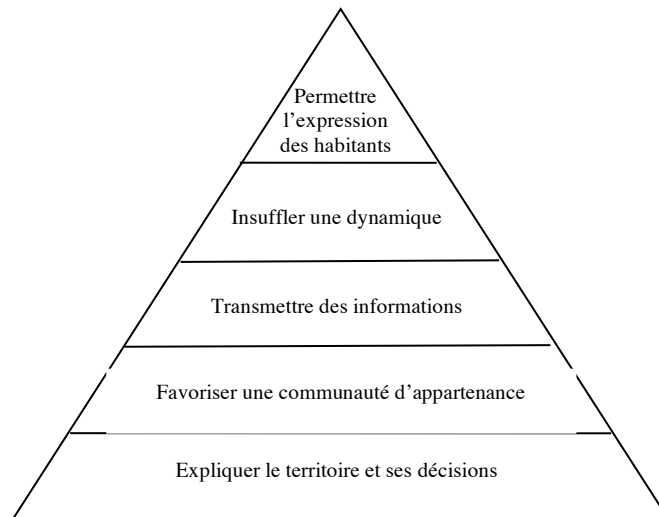 Permettre
l’expression
des habitants
Insuffler une dynamique
Transmettre des informations
Favoriser une communauté d’appartenance
Expliquer le territoire et ses décisions